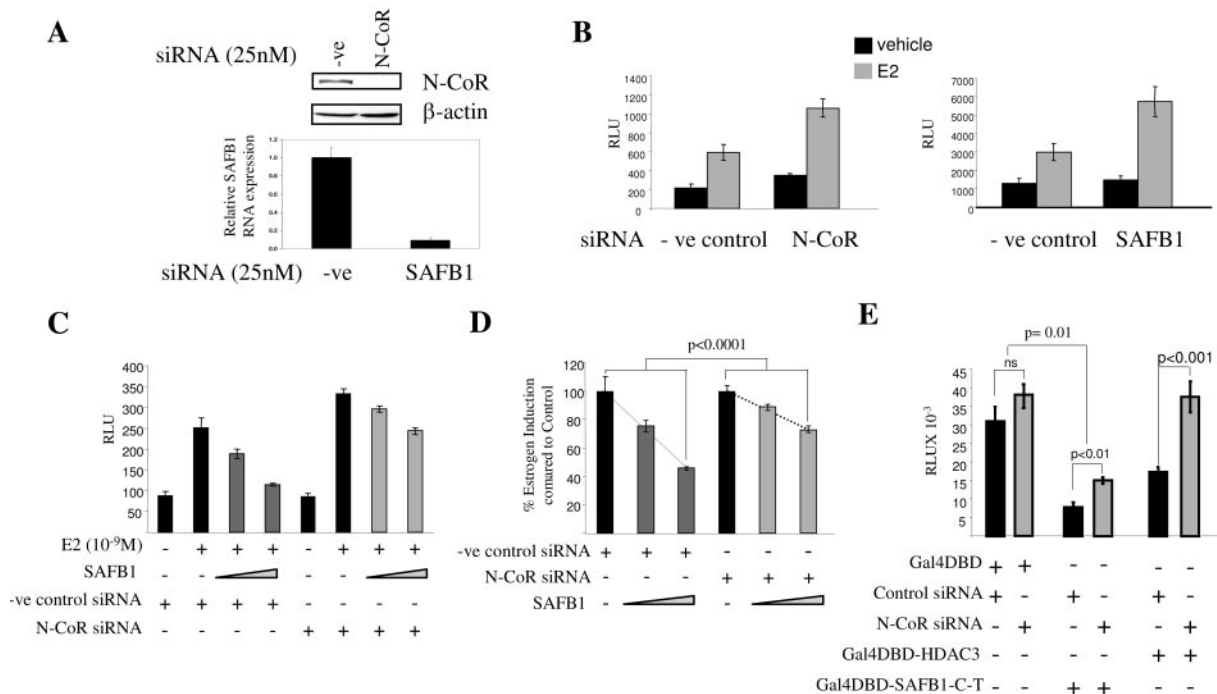 A
siRNA (25nM)
-ve
N-CoR
N-CoR
β-actin
Relative SAFB1
RNA expression
1.2
1.0
0.8
0.6
0.4
0.2
0.0
siRNA (25nM)
-ve
SAFB1
B
vehicle
E2
RLU
1400
1200
1000
800
600
400
200
0
siRNA
- ve control
N-CoR
RLU
7000
6000
5000
4000
3000
2000
1000
0
- ve control
SAFB1
C
RLU
400
350
300
250
200
150
100
50
0
E2 (10⁻⁹M) - + + + - + + +
SAFB1
-ve control siRNA + + + + - - - -
N-CoR siRNA - - - - + + + +
D
p<0.0001
% Estrogen Induction
comared to Control
120
100
80
60
40
20
0
-ve control siRNA + + + - - -
N-CoR siRNA - - - + + +
SAFB1
E
p= 0.01
ns
p<0.01
p<0.001
RLUX 10⁻³
45
35
25
15
5
Gal4DBD + + - - - -
Control siRNA + - + - + -
N-CoR siRNA - + - + - +
Gal4DBD-HDAC3 - - - - + +
Gal4DBD-SAFB1-C-T - - + + - -